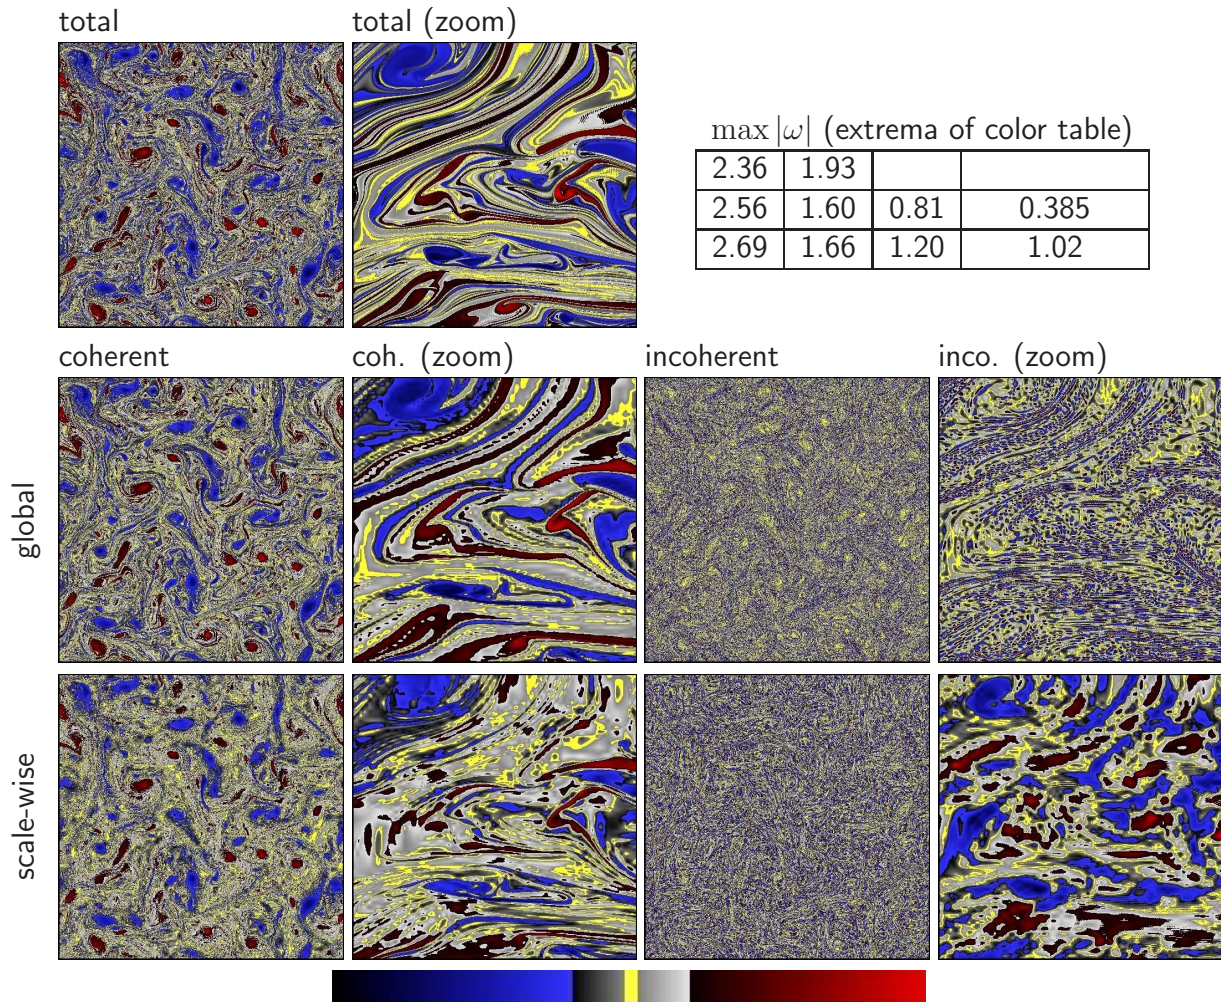 total
total (zoom)
max |ω| (extrema of color table)
2.36 1.93
2.56 1.60 0.81 0.385
2.69 1.66 1.20 1.02
coherent
coh. (zoom)
incoherent
inco. (zoom)
global
scale-wise